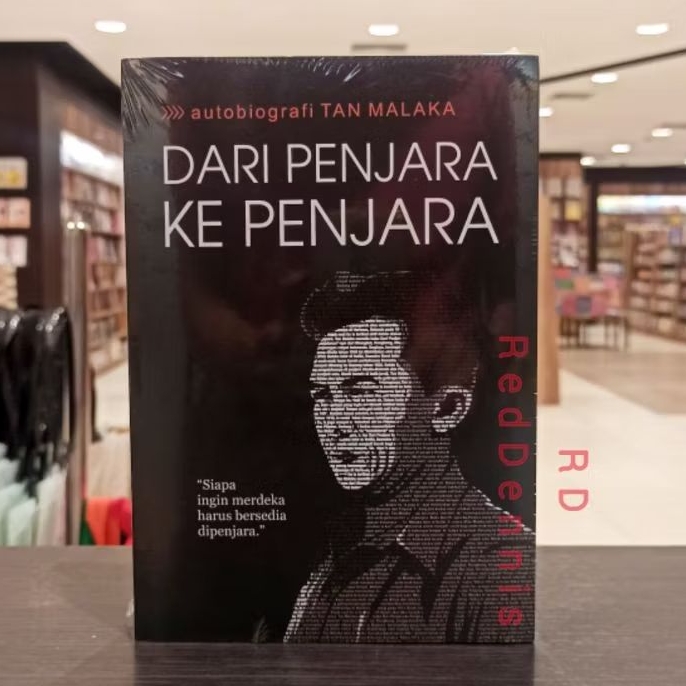 »» autobiografi TAN MALAKA
DARI PENJARA
KE PENJARA
“Siapa
ingin merdeka
harus bersedia
dipenjara.”
RedDennis
RD